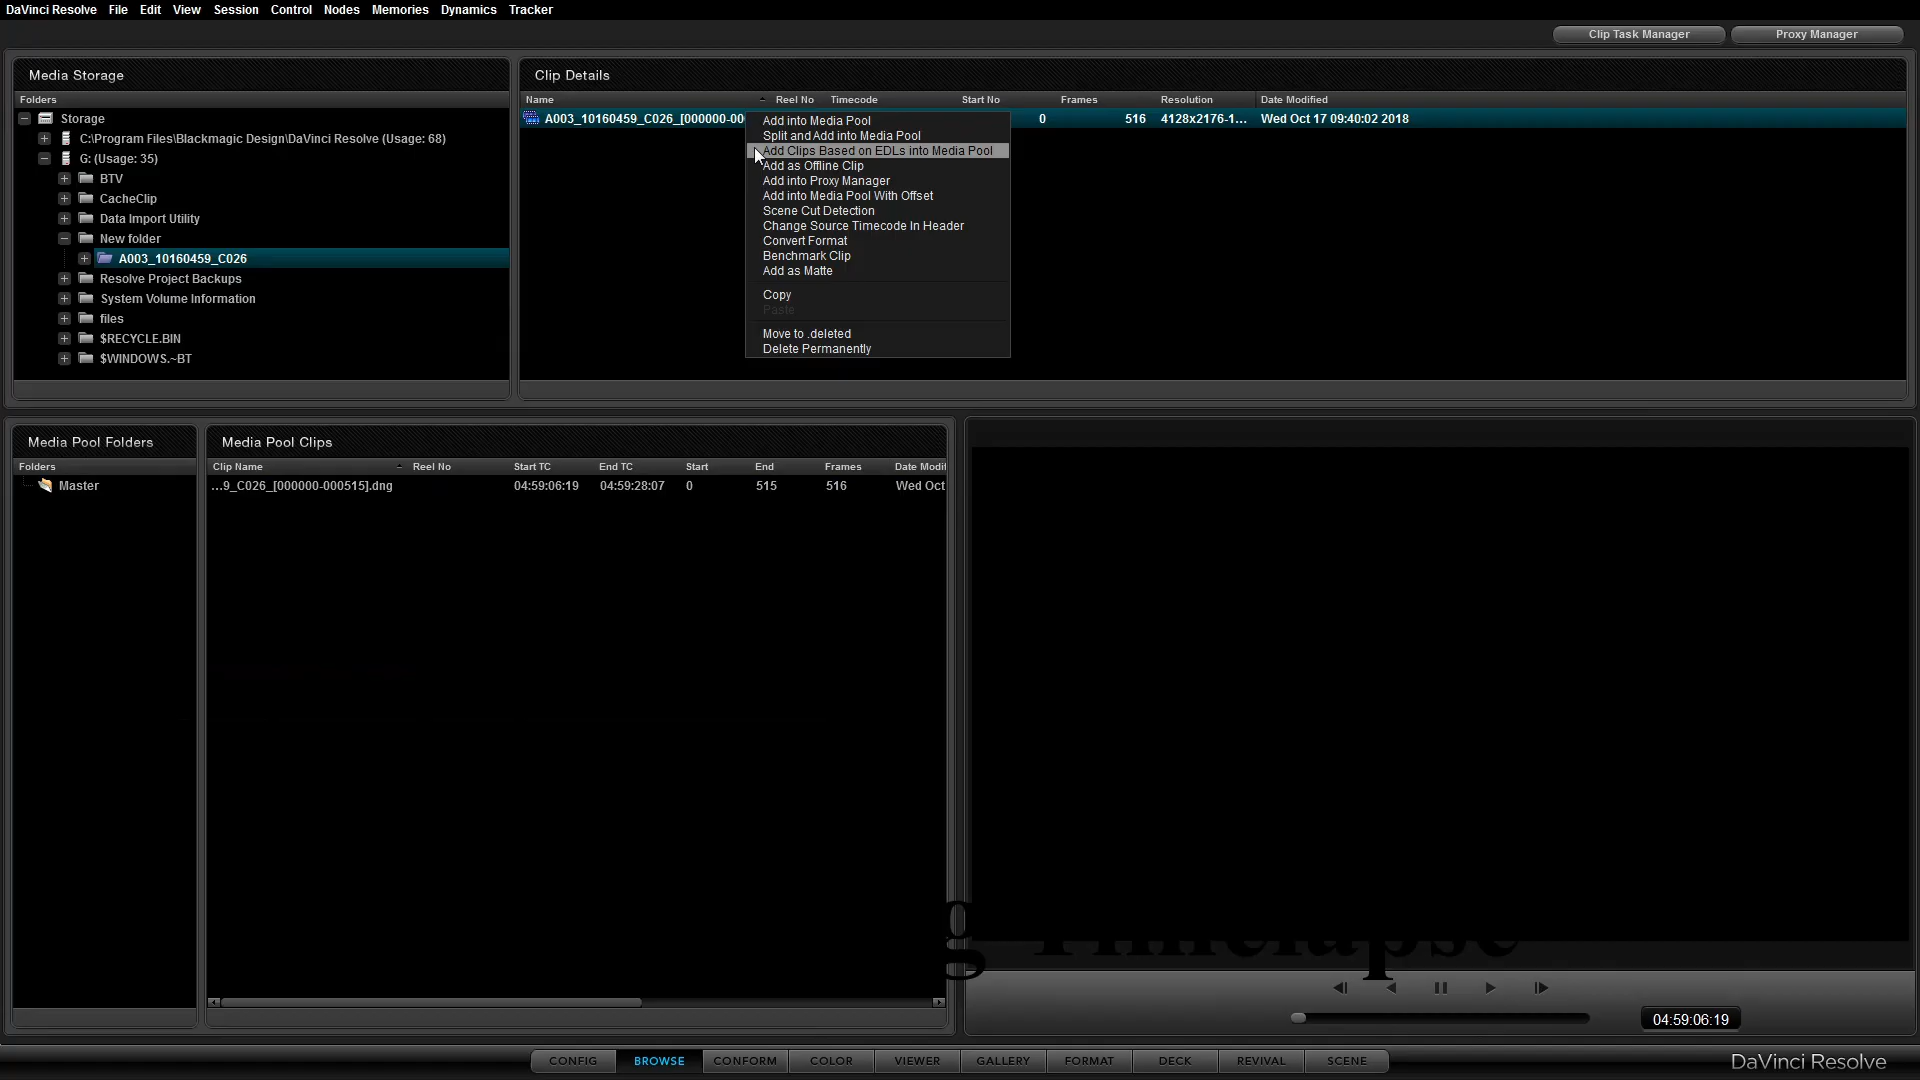 DaVinci Resolve File Edit View Session Control Nodes Memories Dynamics Tracker
Clip Task Manager Proxy Manager
Media Storage
Folders
Storage
C:\Program Files\Blackmagic Design\DaVinci Resolve (Usage: 68)
G: (Usage: 35)
BTV
CacheClip
Data Import Utility
New folder
A003_10160459_C026
Resolve Project Backups
System Volume Information
files
$RECYCLE.BIN
$WINDOWS.~BT
Clip Details
Name Reel No Timecode Start No Frames Resolution Date Modified
A003_10160459_C026_[000000-00 0 516 4128x2176-1... Wed Oct 17 09:40:02 2018
Add into Media Pool
Split and Add into Media Pool
Add Clips Based on EDLs into Media Pool
Add as Offline Clip
Add into Proxy Manager
Add into Media Pool With Offset
Scene Cut Detection
Change Source Timecode In Header
Convert Format
Benchmark Clip
Add as Matte
Copy
Paste
Move to .deleted
Delete Permanently
Media Pool Folders
Folders
Master
Media Pool Clips
Clip Name Reel No Start TC End TC Start End Frames Date Modif
...9_C026_[000000-000515].dng 04:59:06:19 04:59:28:07 0 515 516 Wed Oct
g Timelapse
04:59:06:19
CONFIG BROWSE CONFORM COLOR VIEWER GALLERY FORMAT DECK REVIVAL SCENE
DaVinci Resolve